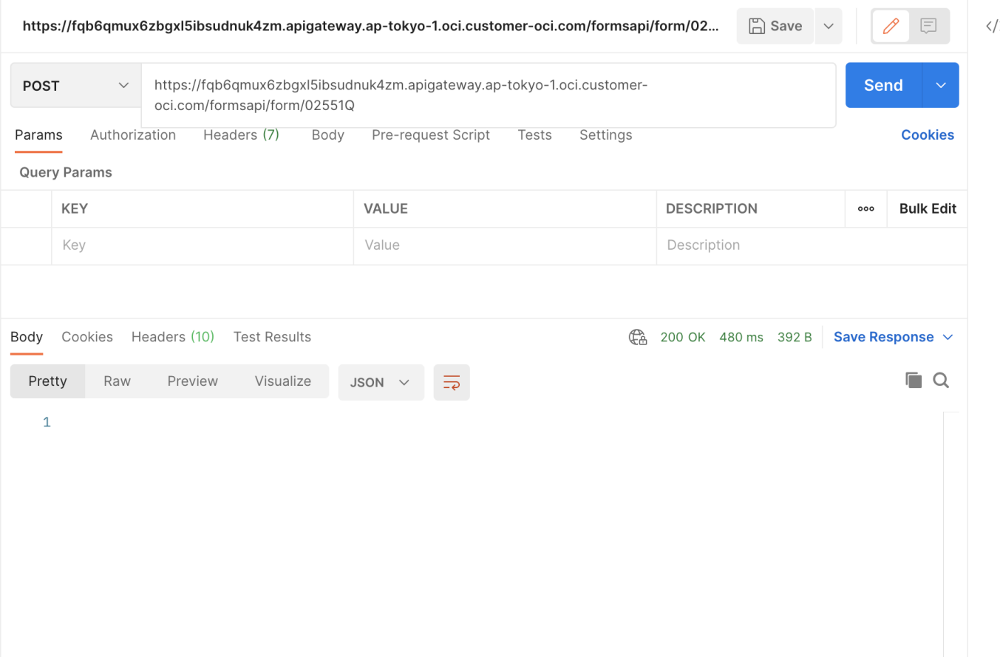 https://fqb6qmux6zbgxl5ibsudnuk4zm.apigateway.ap-tokyo-1.oci.customer-oci.com/formsapi/form/02...
Save
</
POST
https://fqb6qmux6zbgxl5ibsudnuk4zm.apigateway.ap-tokyo-1.oci.customer-
oci.com/formsapi/form/02551Q
Send
Params Authorization Headers (7) Body Pre-request Script Tests Settings Cookies
Query Params
KEY VALUE DESCRIPTION ooo Bulk Edit
Key Value Description
Body Cookies Headers (10) Test Results 200 OK 480 ms 392 B Save Response
Pretty Raw Preview Visualize JSON
1